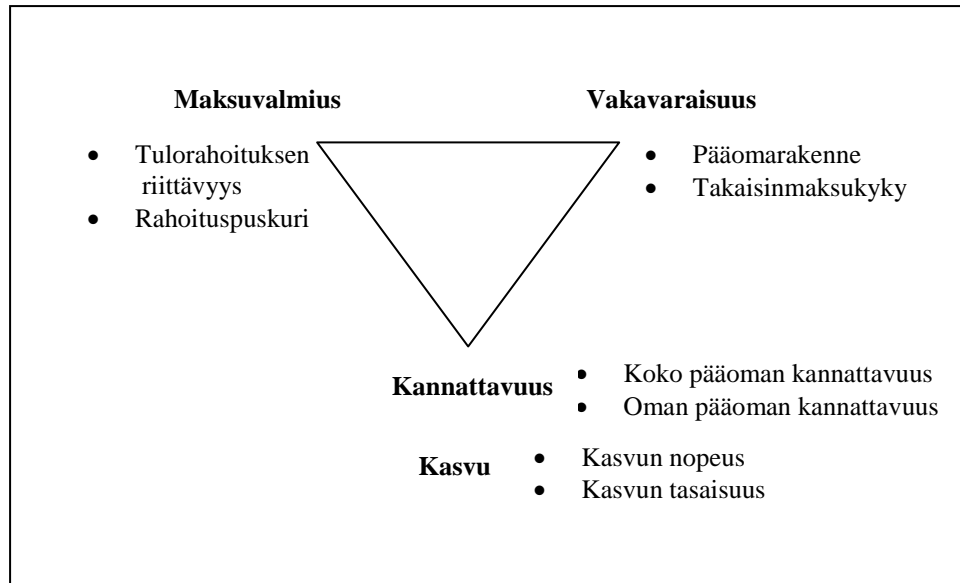 Maksuvalmius
• Tulorahoituksen
riittävyys
• Rahoituspuskuri
Vakavaraisuus
• Pääomarakenne
• Takaisinmaksukyky
Kannattavuus
• Koko pääoman kannattavuus
• Oman pääoman kannattavuus
Kasvu
• Kasvun nopeus
• Kasvun tasaisuus